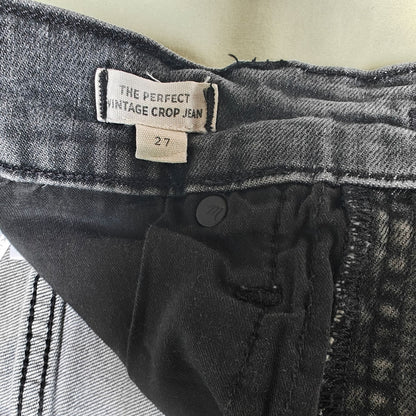 THE PERFECT
VINTAGE CROP JEAN
27
M